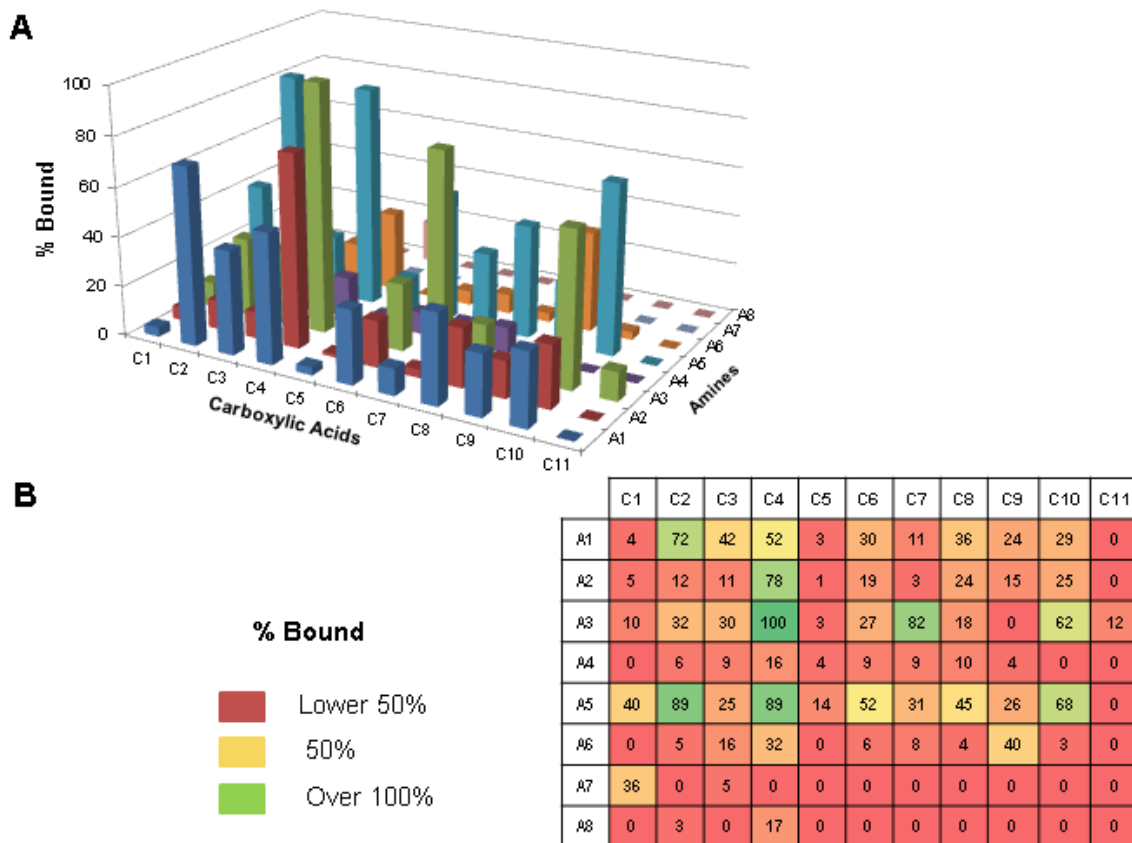 A
% Bound
100
80
60
40
20
0
C1 C2 C3 C4 C5 C6 C7 C8 C9 C10 C11
Carboxylic Acids
A1 A2 A3 A4 A5 A6 A7 A8
Amines
B
C1 C2 C3 C4 C5 C6 C7 C8 C9 C10 C11
A1 4 72 42 52 3 30 11 36 24 29 0
A2 5 12 11 78 1 19 3 24 15 25 0
A3 10 32 30 100 3 27 82 18 0 62 12
A4 0 6 9 16 4 9 9 10 4 0 0
A5 40 89 25 89 14 52 31 45 26 68 0
A6 0 5 16 32 0 6 8 4 40 3 0
A7 36 0 5 0 0 0 0 0 0 0 0
A8 0 3 0 17 0 0 0 0 0 0 0
% Bound
Lower 50%
50%
Over 100%